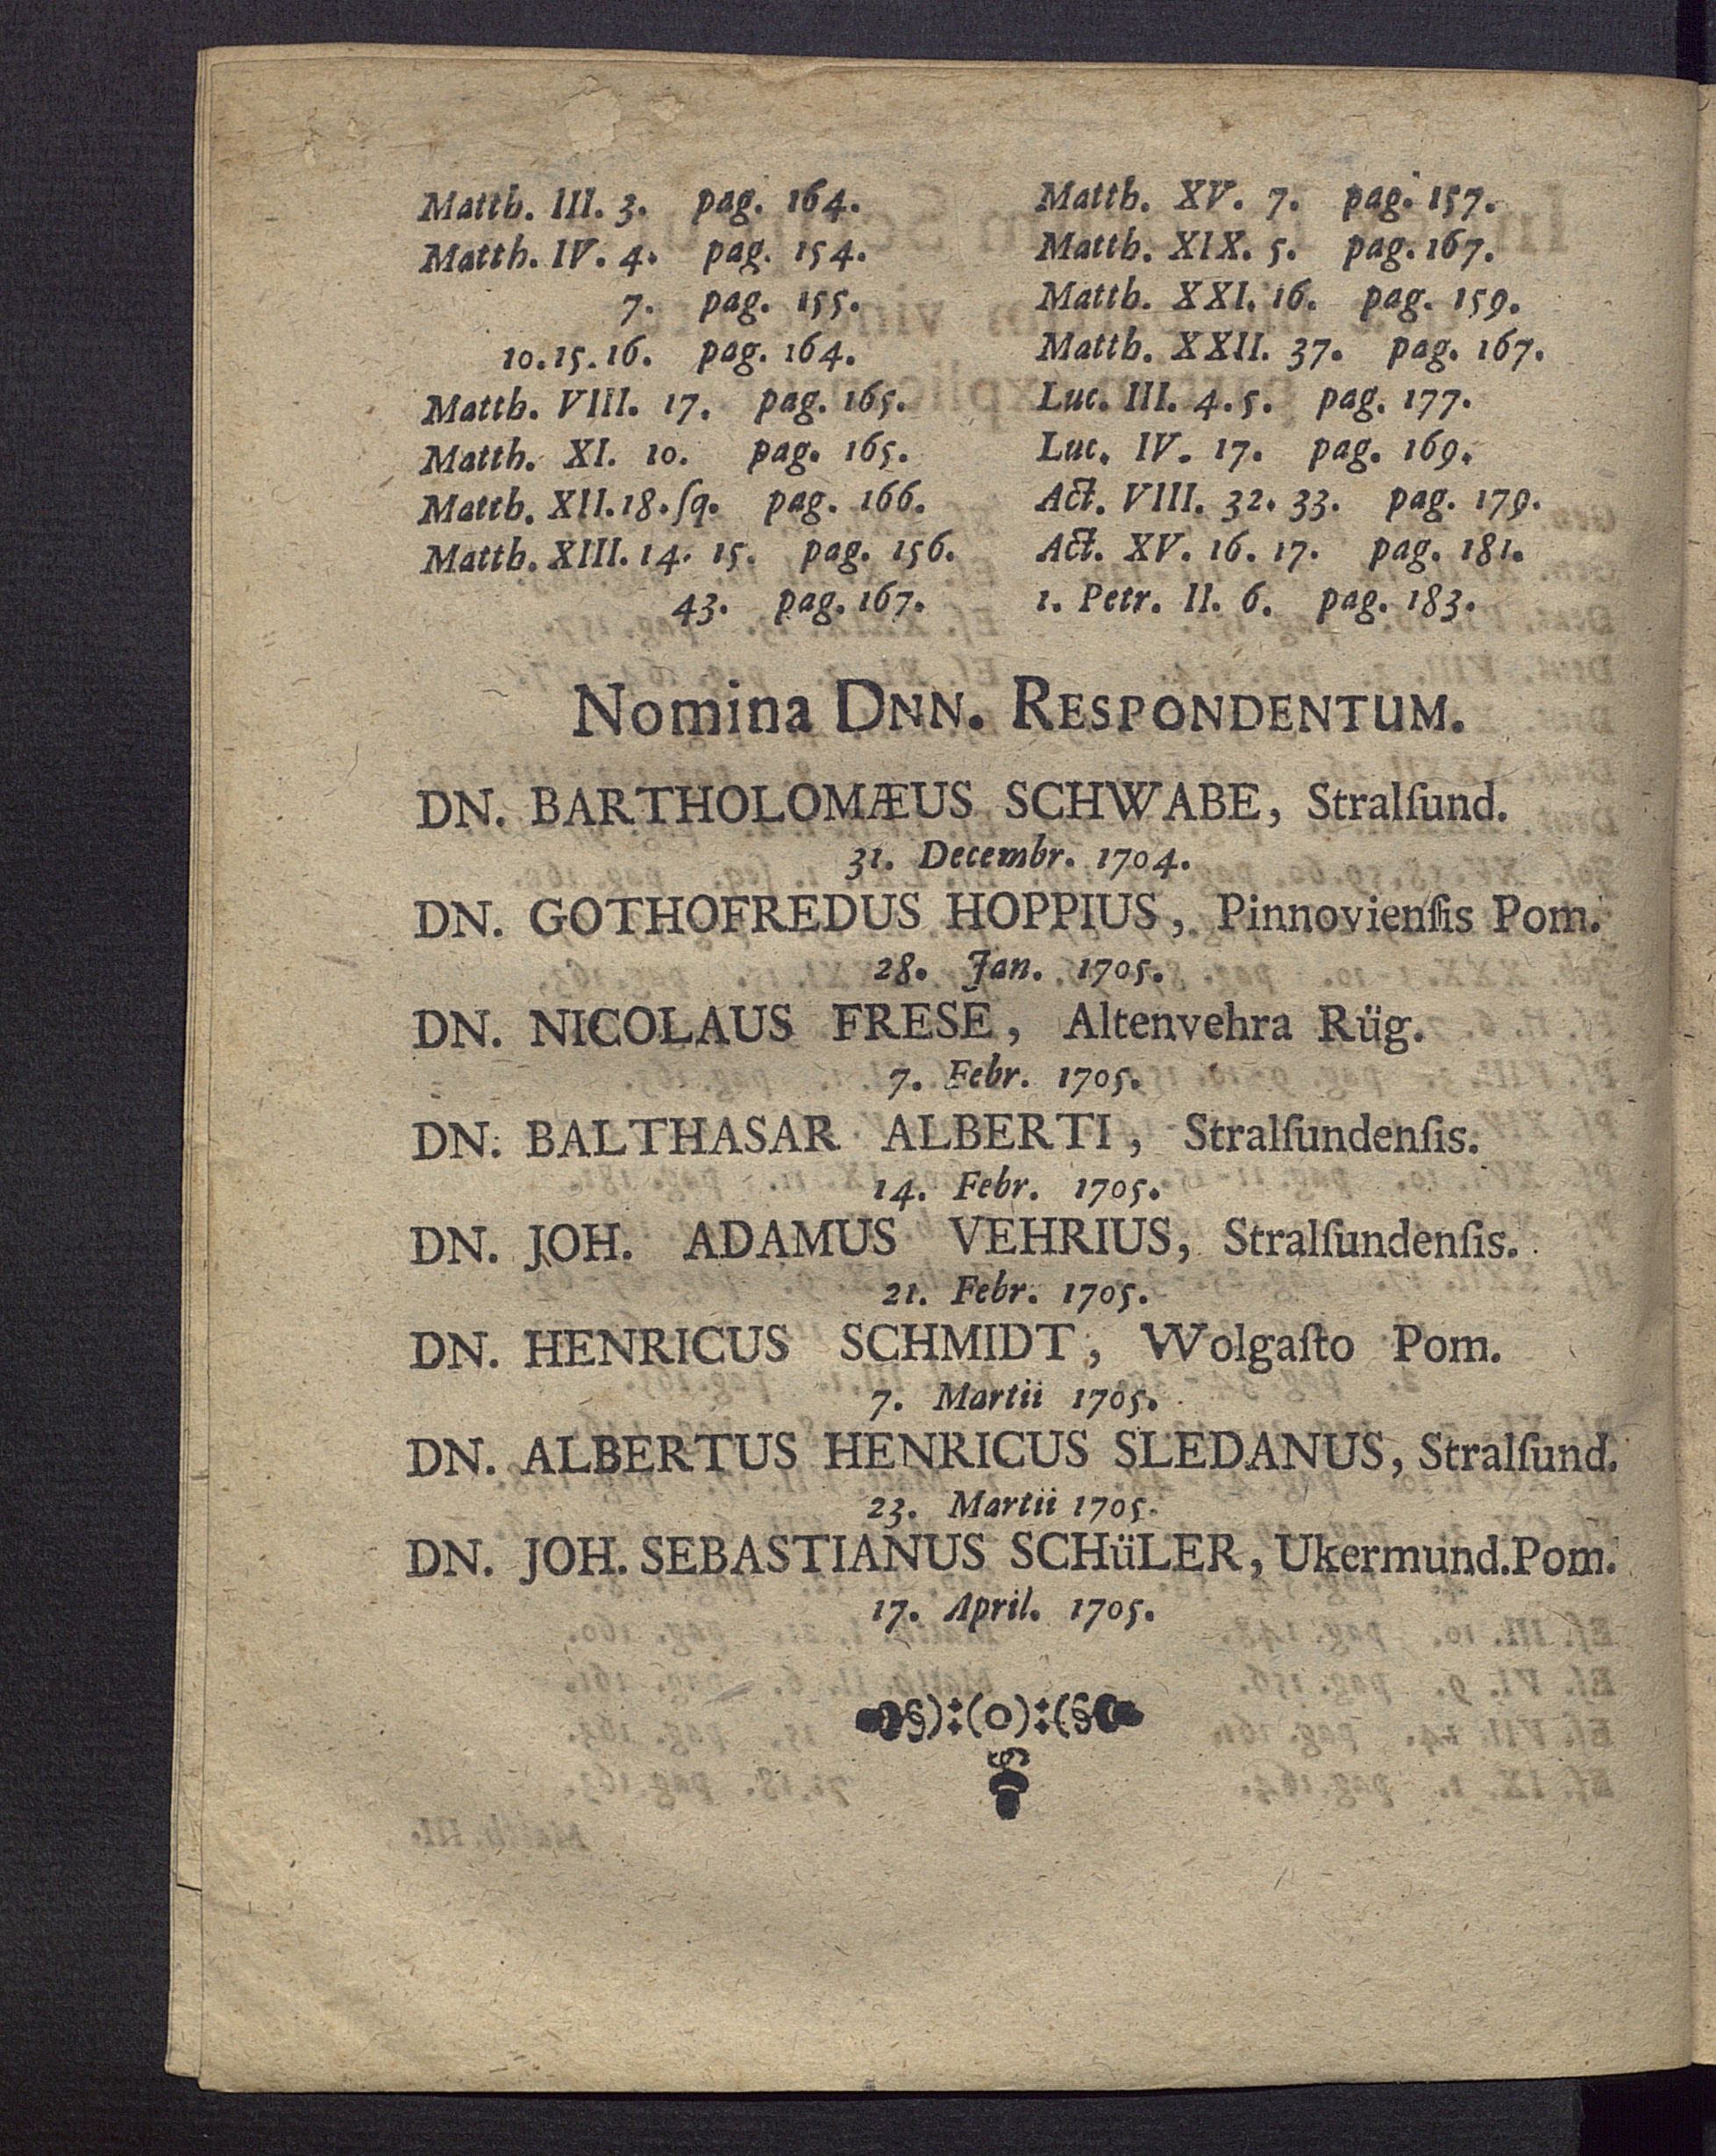 Matth. III. 3. pag. 164.
Matth. IV. 4. pag. 154.
7. pag. 155.
10.15.16. pag. 164.
Matth. VIII. 17. pag. 165.
Matth. XI. 10. pag. 165.
Matth. XII.18.ſq. pag. 166.
Matth. XIII. 14. 15. pag. 156.
43. pag. 167.
Matth. XV. 7. pag. 157.
Matth. XIX. 5. pag. 167.
Matth. XXI. 16. pag. 159.
Matth. XXII. 37. pag. 167.
Luc. III. 4. 5. pag. 177.
Luc. IV. 17. pag. 169.
Act. VIII. 32. 33. pag. 179.
Act. XV. 16. 17. pag. 181.
1. Petr. II. 6. pag. 183.
Nomina DNN. RESPONDENTUM.
DN. BARTHOLOMÆUS SCHWABE, Stralſund.
31. Decembr. 1704.
DN. GOTHOFREDUS HOPPIUS, Pinnovienſis Pom.
28. Jan. 1705.
DN. NICOLAUS FRESE, Altenvehra Rüg.
7. Febr. 1705.
DN. BALTHASAR ALBERTI, Stralſundenſis.
14. Febr. 1705.
DN. JOH. ADAMUS VEHRIUS, Stralſundenſis.
21. Febr. 1705.
DN. HENRICUS SCHMIDT, Wolgaſto Pom.
7. Martii 1705.
DN. ALBERTUS HENRICUS SLEDANUS, Stralſund.
23. Martii 1705.
DN. JOH. SEBASTIANUS SCHüLER, Ukermund.Pom.
17. April. 1705.
§):(o):(§